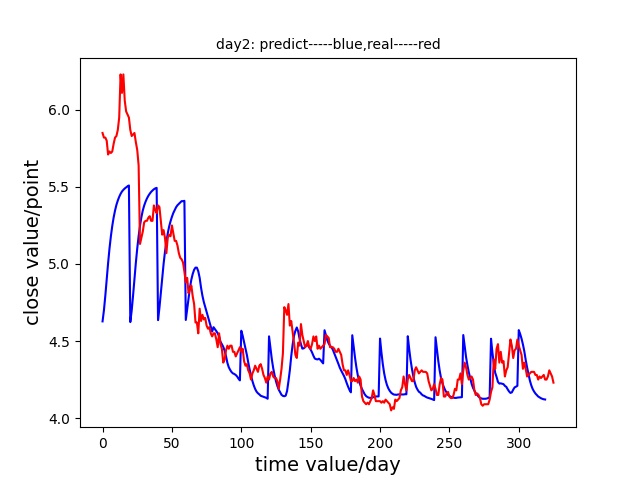 day2: predict-----blue,real-----red
close value/point
6.0
5.5
5.0
4.5
4.0
0 50 100 150 200 250 300
time value/day